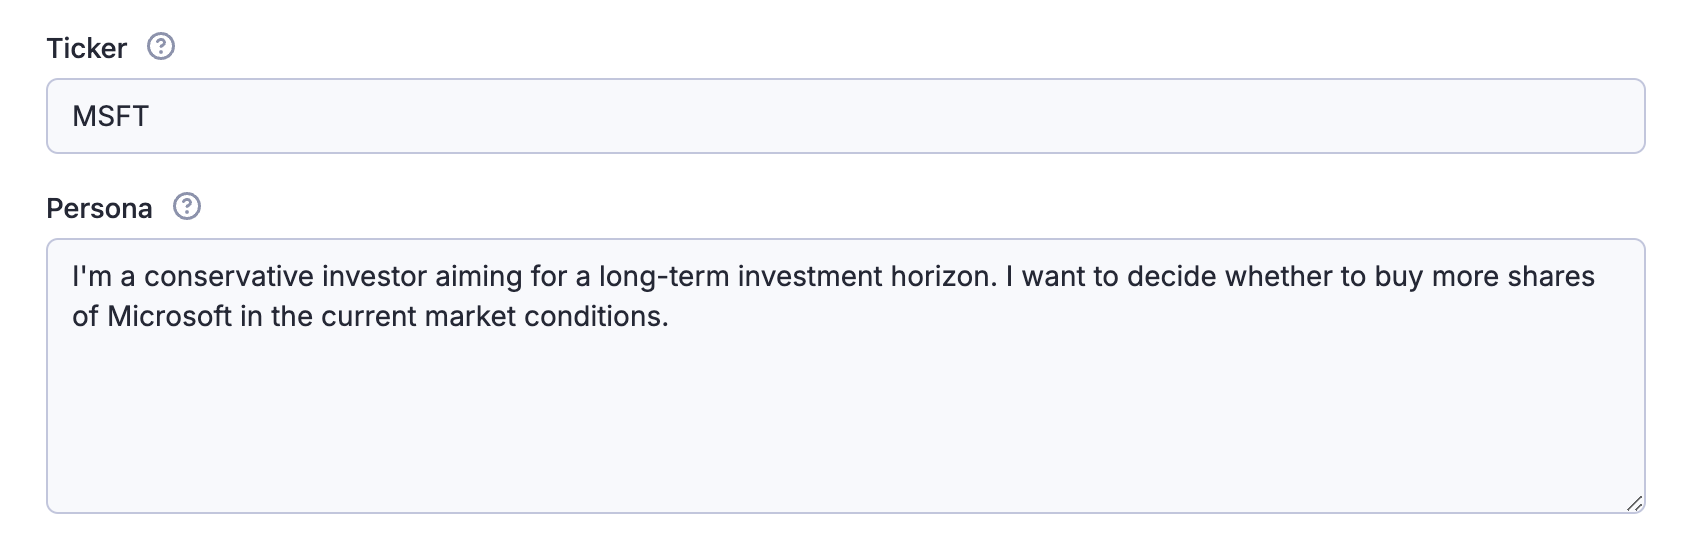 Ticker
MSFT
Persona
I'm a conservative investor aiming for a long-term investment horizon. I want to decide whether to buy more shares
of Microsoft in the current market conditions.